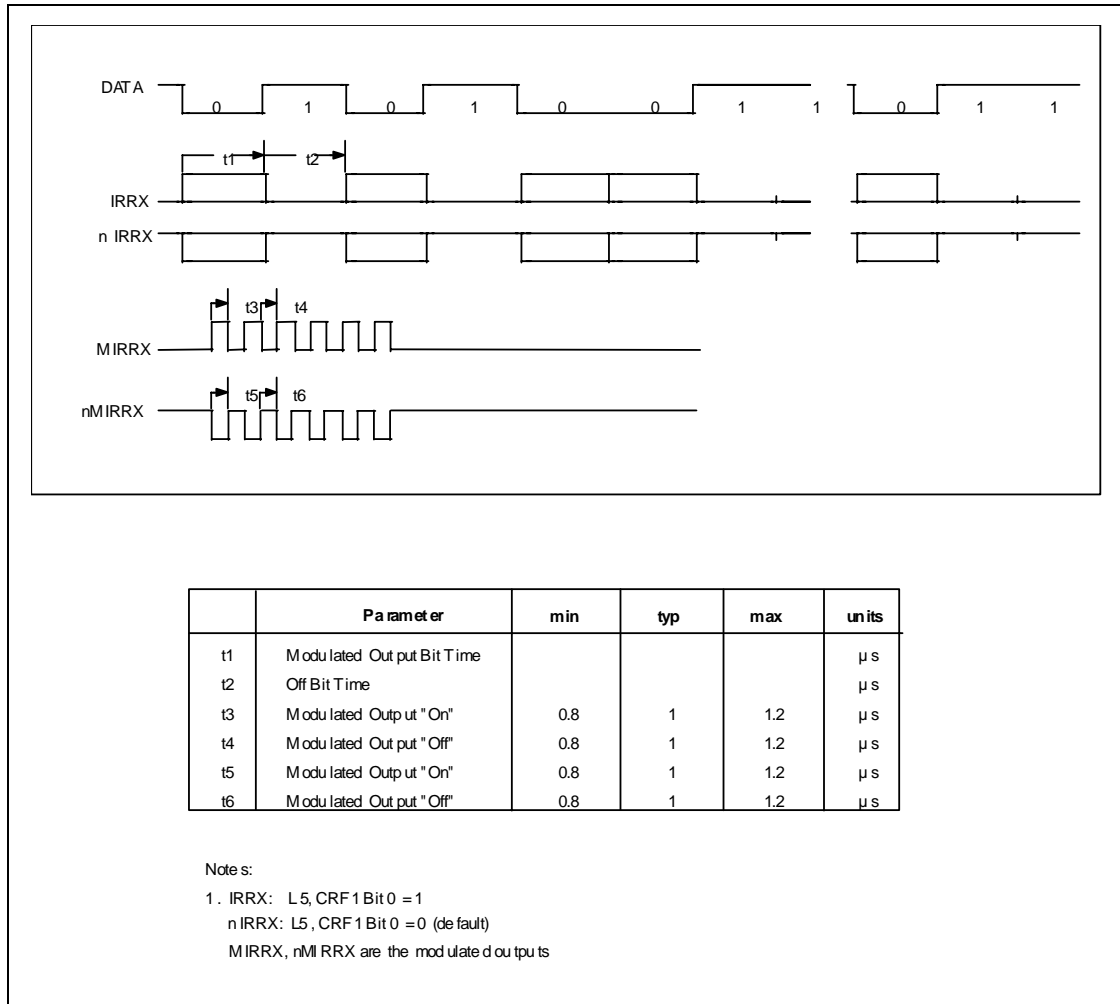 DATA
0 1 0 1 0 0 1 1 0 1 1
t1 t2
IRRX
n IRRX
t3 t4
MIRRX
t5 t6
nMIRRX
Parameter min typ max units
t1 Modulated Output Bit Time µs
t2 Off Bit Time µs
t3 Modulated Output "On" 0.8 1 1.2 µs
t4 Modulated Output "Off" 0.8 1 1.2 µs
t5 Modulated Output "On" 0.8 1 1.2 µs
t6 Modulated Output "Off" 0.8 1 1.2 µs
Notes:
1. IRRX: L5, CRF1 Bit 0 = 1
nIRRX: L5, CRF1 Bit 0 = 0 (default)
MIRRX, nMIRRX are the modulated outputs